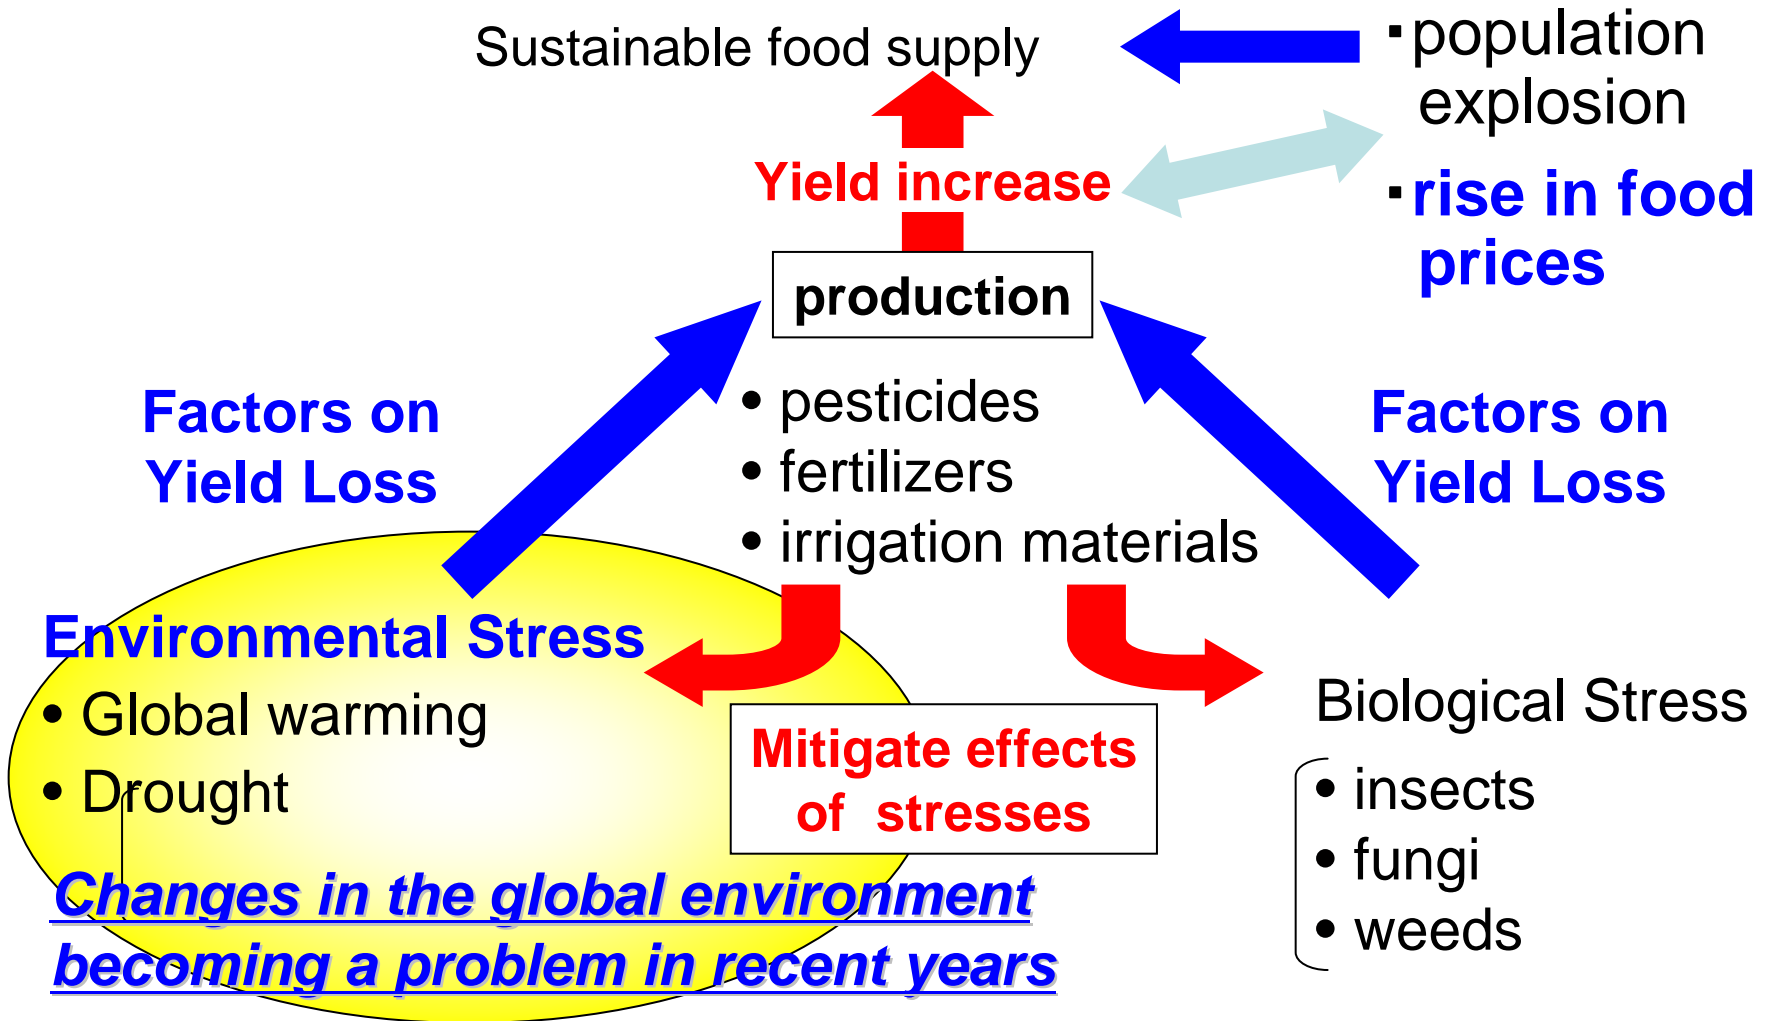 Sustainable food supply
▪population
explosion
▪rise in food
prices
Yield increase
production
• pesticides
• fertilizers
• irrigation materials
Factors on
Yield Loss
Factors on
Yield Loss
Environmental Stress
• Global warming
• Drought
Changes in the global environment
becoming a problem in recent years
Mitigate effects
of stresses
Biological Stress
• insects
• fungi
• weeds